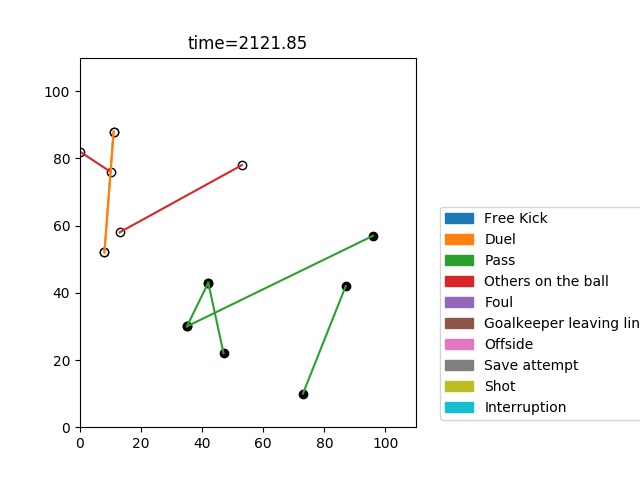 time=2121.85
100
80
60
40
20
0
0 20 40 60 80 100
Free Kick
Duel
Pass
Others on the ball
Foul
Goalkeeper leaving lin
Offside
Save attempt
Shot
Interruption